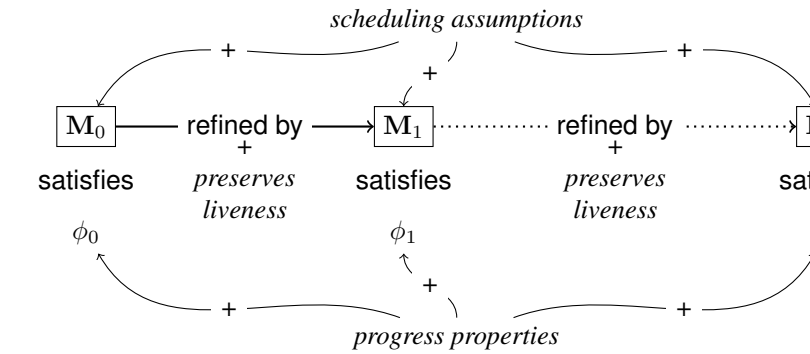 scheduling assumptions
+ +
+
M₀ refined by M₁ refined by
+ +
satisfies preserves satisfies preserves
liveness liveness
ϕ₀ ϕ₁
+
+ +
progress properties